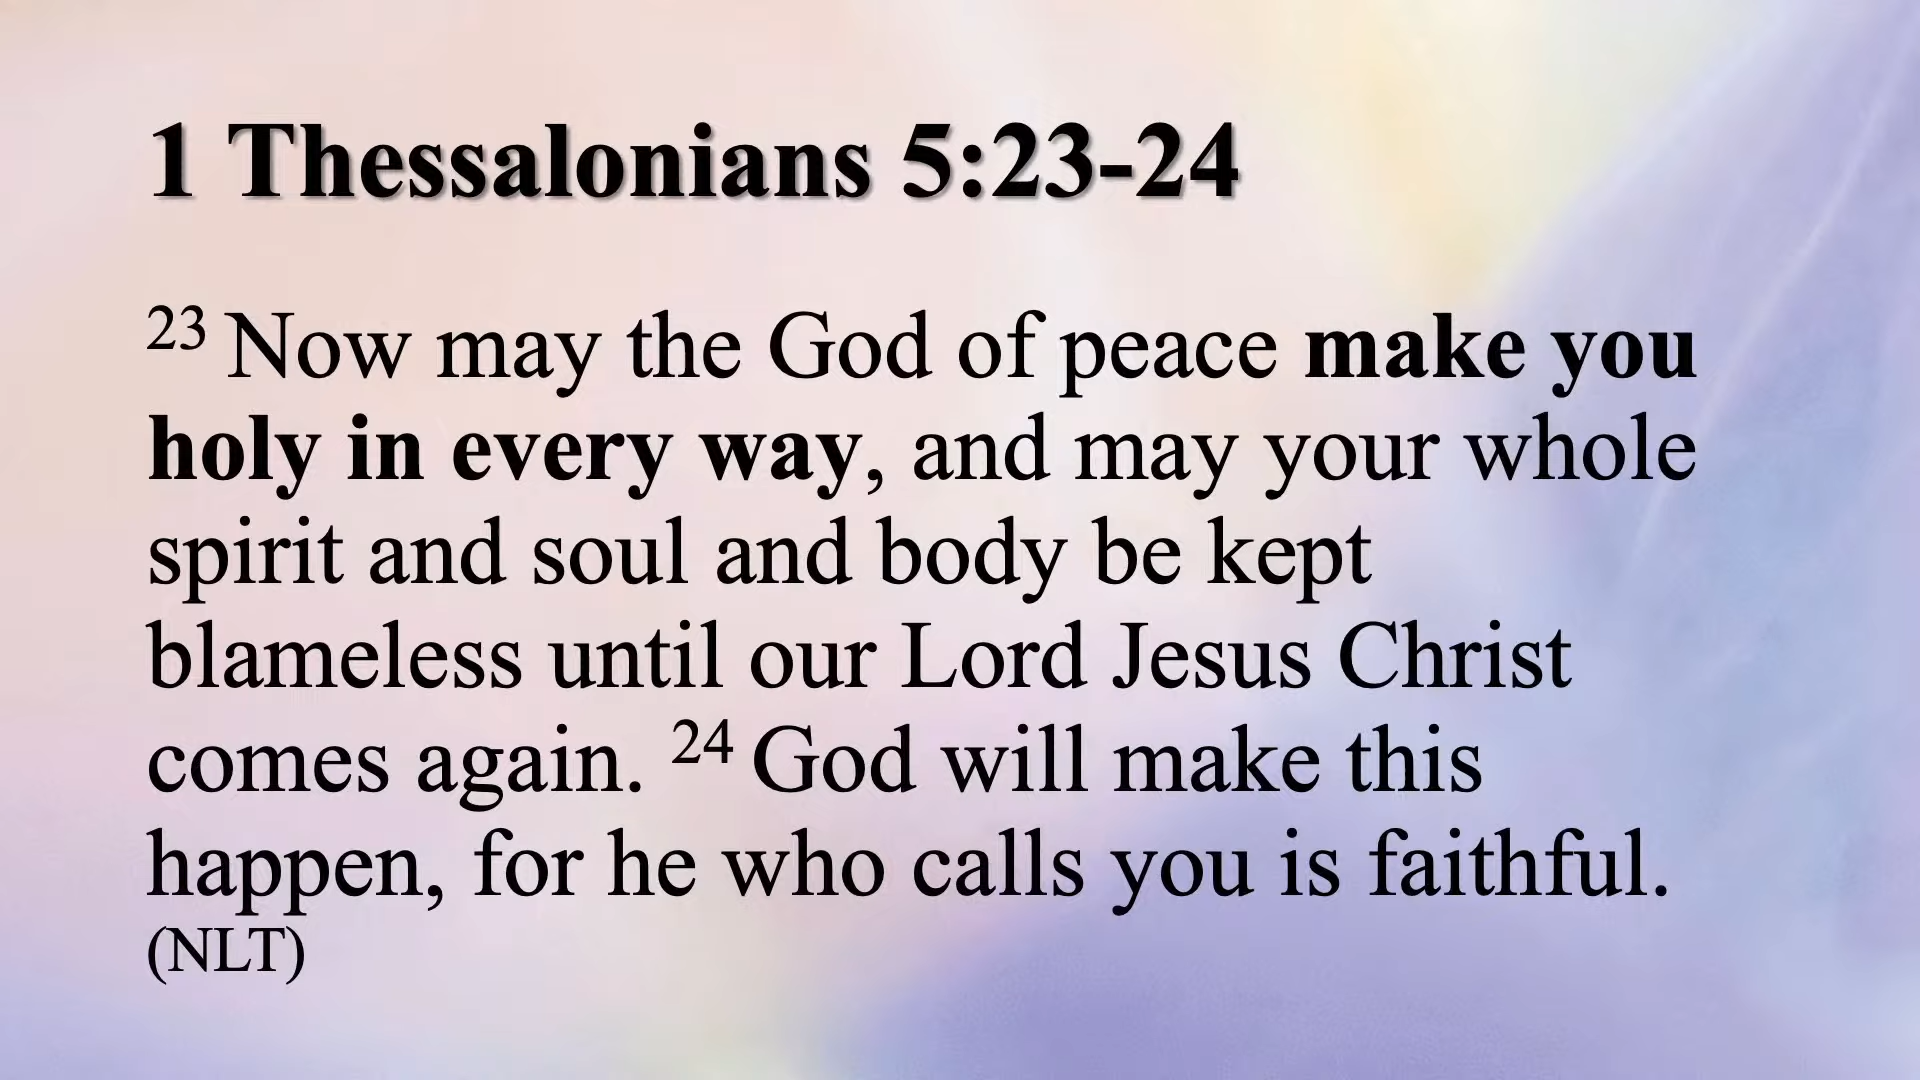 1 Thessalonians 5:23-24
23 Now may the God of peace make you
holy in every way, and may your whole
spirit and soul and body be kept
blameless until our Lord Jesus Christ
comes again. 24 God will make this
happen, for he who calls you is faithful.
(NLT)